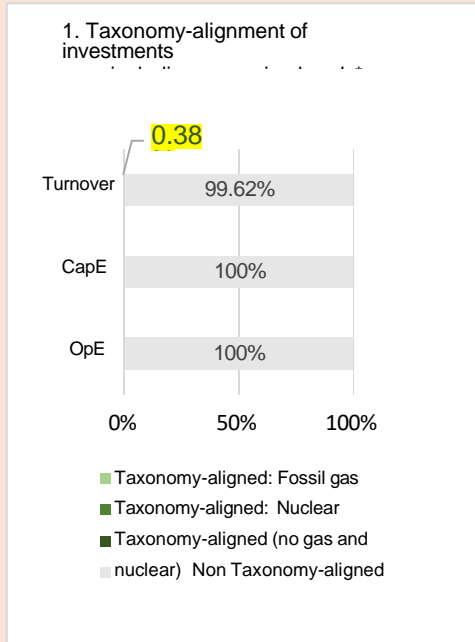 1. Taxonomy-alignment of
investments
0.38
Turnover 99.62%
CapE 100%
OpE 100%
0% 50% 100%
Taxonomy-aligned: Fossil gas
Taxonomy-aligned: Nuclear
Taxonomy-aligned (no gas and
nuclear) Non Taxonomy-aligned